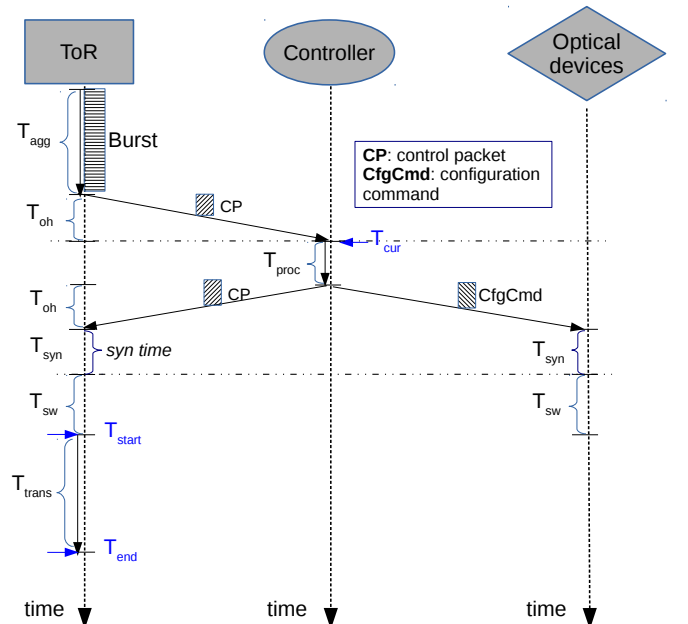 ToR
Controller
Optical
devices
T_agg
Burst
CP: control packet
CfgCmd: configuration
command
CP
T_oh
T_cur
T_proc
T_oh
CP
CfgCmd
T_syn
syn time
T_syn
T_sw
T_sw
T_start
T_trans
T_end
time
time
time